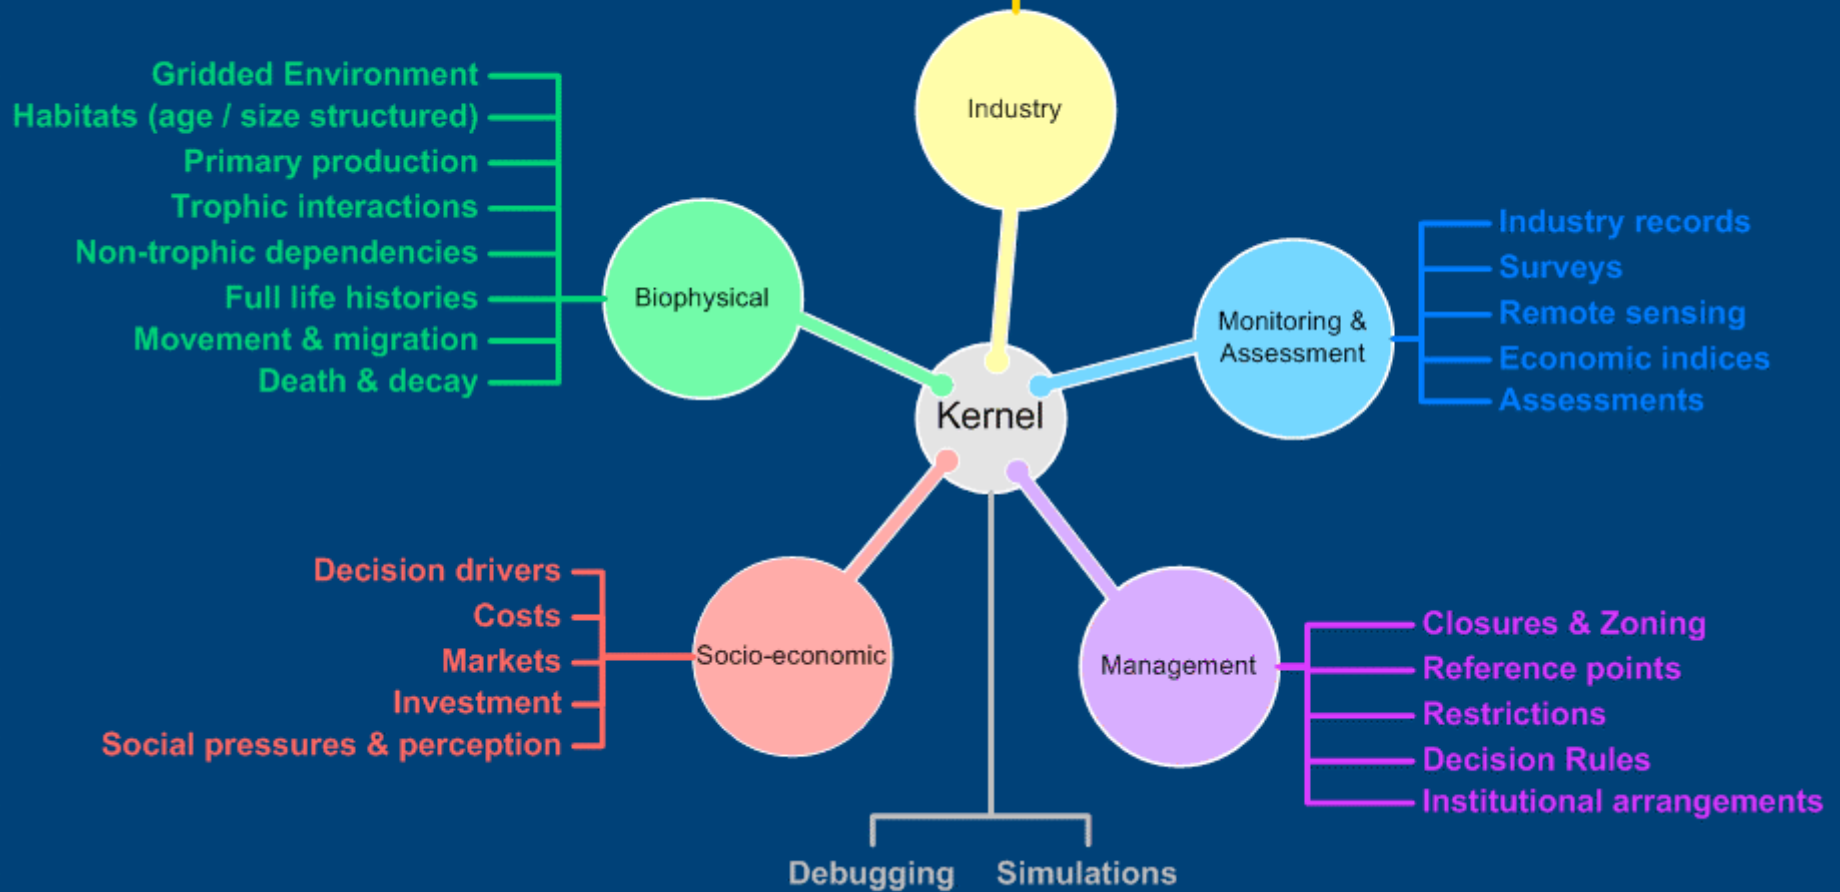 Industry
Gridded Environment
Habitats (age / size structured)
Primary production
Trophic interactions
Non-trophic dependencies
Full life histories
Movement & migration
Death & decay
Biophysical
Monitoring &
Assessment
Industry records
Surveys
Remote sensing
Economic indices
Assessments
Kernel
Decision drivers
Costs
Markets
Investment
Social pressures & perception
Socio-economic
Management
Closures & Zoning
Reference points
Restrictions
Decision Rules
Institutional arrangements
Debugging
Simulations